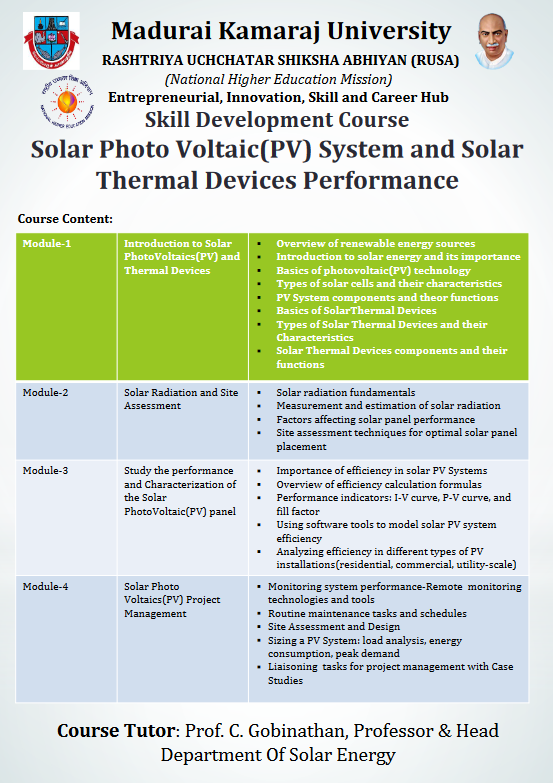 Madurai Kamaraj University
RASHTRIYA UCHCHATAR SHIKSHA ABHIYAN (RUSA)
(National Higher Education Mission)
Entrepreneurial, Innovation, Skill and Career Hub
Skill Development Course
Solar Photo Voltaic(PV) System and Solar
Thermal Devices Performance
Course Content:
Module-1
Introduction to Solar
PhotoVoltaics(PV) and
Thermal Devices
▪ Overview of renewable energy sources
▪ Introduction to solar energy and its importance
▪ Basics of photovoltaic(PV) technology
▪ Types of solar cells and their characteristics
▪ PV System components and theor functions
▪ Basics of SolarThermal Devices
▪ Types of Solar Thermal Devices and their
Characteristics
▪ Solar Thermal Devices components and their
functions
Module-2
Solar Radiation and Site
Assessment
▪ Solar radiation fundamentals
▪ Measurement and estimation of solar radiation
▪ Factors affecting solar panel performance
▪ Site assessment techniques for optimal solar panel
placement
Module-3
Study the performance
and Characterization of
the Solar
PhotoVoltaic(PV) panel
▪ Importance of efficiency in solar PV Systems
▪ Overview of efficiency calculation formulas
▪ Performance indicators: I-V curve, P-V curve, and
fill factor
▪ Using software tools to model solar PV system
efficiency
▪ Analyzing efficiency in different types of PV
installations(residential, commercial, utility-scale)
Module-4
Solar Photo
Voltaics(PV) Project
Management
▪ Monitoring system performance-Remote monitoring
technologies and tools
▪ Routine maintenance tasks and schedules
▪ Site Assessment and Design
▪ Sizing a PV System: load analysis, energy
consumption, peak demand
▪ Liaisoning tasks for project management with Case
Studies
Course Tutor: Prof. C. Gobinathan, Professor & Head
Department Of Solar Energy